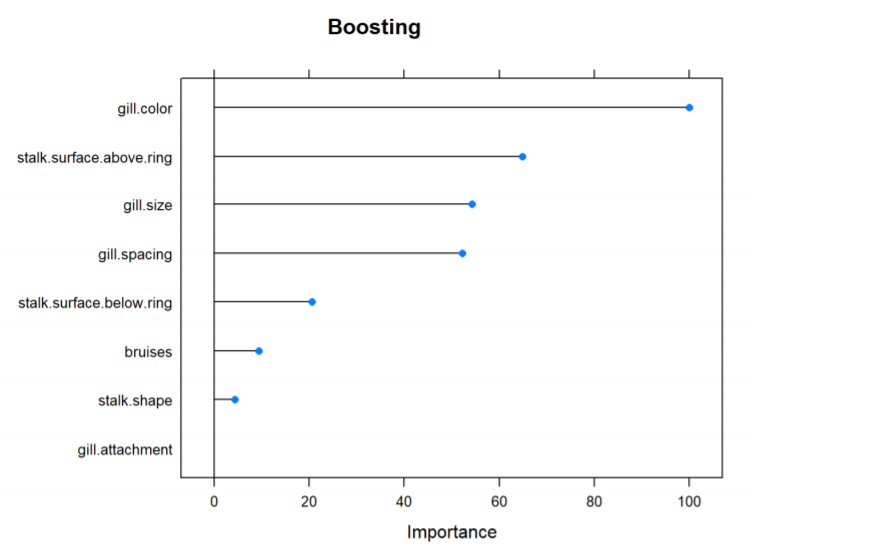 Boosting
gill.color
stalk.surface.above.ring
gill.size
gill.spacing
stalk.surface.below.ring
bruises
stalk.shape
gill.attachment
0 20 40 60 80 100
Importance